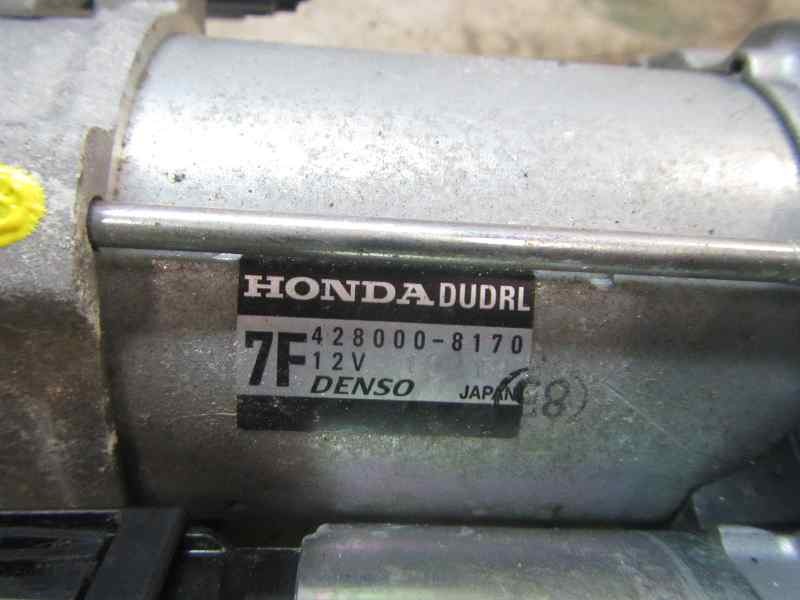 HONDA DUDRL
7F 428000-8170
12V
DENSO JAPAN